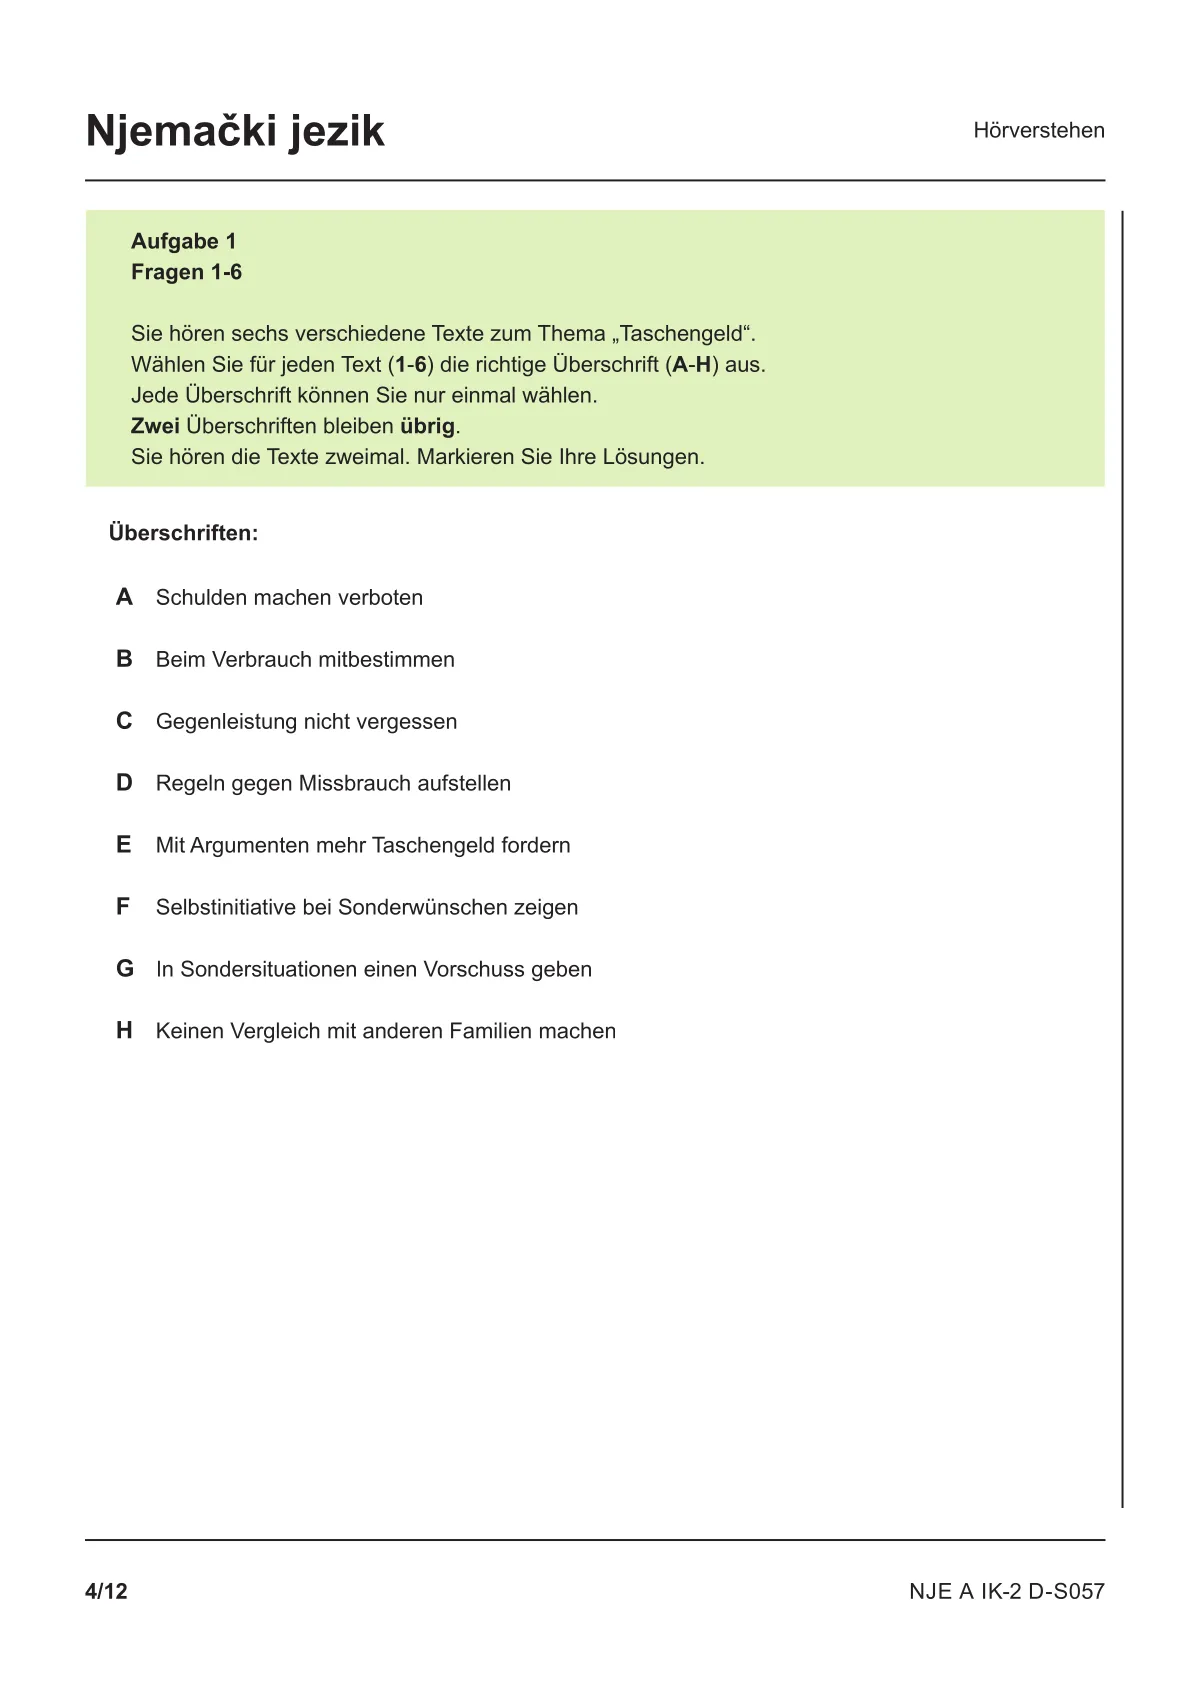 Njemački jezik
Hörverstehen
Aufgabe 1
Fragen 1-6
Sie hören sechs verschiedene Texte zum Thema „Taschengeld“.
Wählen Sie für jeden Text (1-6) die richtige Überschrift (A-H) aus.
Jede Überschrift können Sie nur einmal wählen.
Zwei Überschriften bleiben übrig.
Sie hören die Texte zweimal. Markieren Sie Ihre Lösungen.
Überschriften:
A Schulden machen verboten
B Beim Verbrauch mitbestimmen
C Gegenleistung nicht vergessen
D Regeln gegen Missbrauch aufstellen
E Mit Argumenten mehr Taschengeld fordern
F Selbstinitiative bei Sonderwünschen zeigen
G In Sondersituationen einen Vorschuss geben
H Keinen Vergleich mit anderen Familien machen
4/12
NJE A IK-2 D-S057